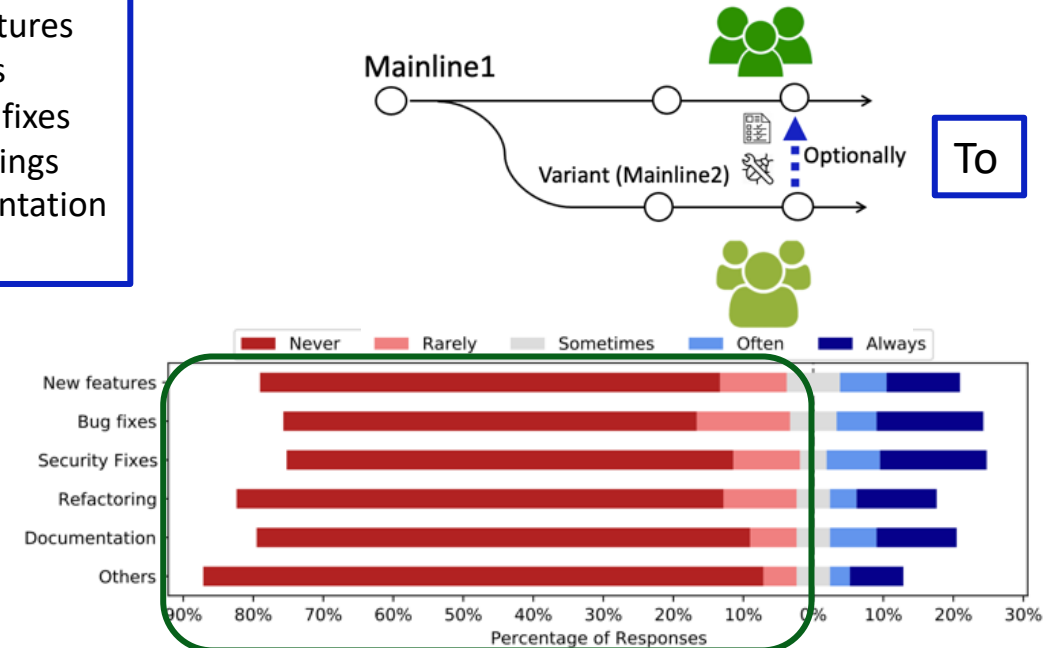 tures
s
fixes
ings
ntation
Mainline1
Optionally
Variant (Mainline2)
To
Never Rarely Sometimes Often Always
New features
Bug fixes
Security Fixes
Refactoring
Documentation
Others
90% 80% 70% 60% 50% 40% 30% 20% 10% 0% 10% 20% 30%
Percentage of Responses